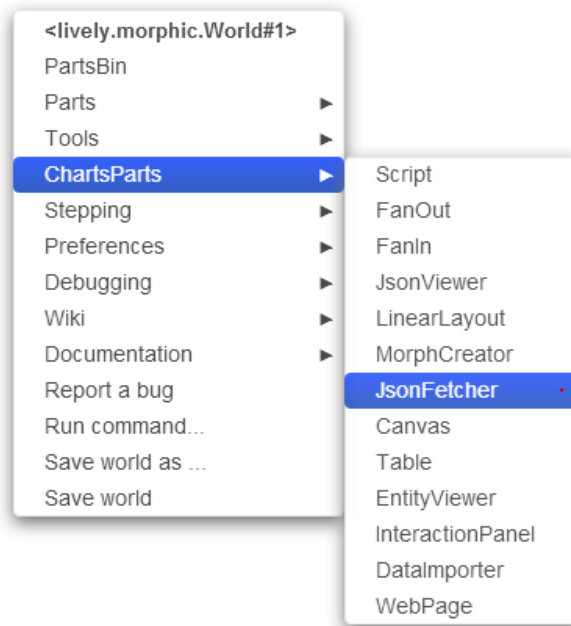 <lively.morphic.World#1>
PartsBin
Parts
Tools
ChartsParts
Stepping
Preferences
Debugging
Wiki
Documentation
Report a bug
Run command...
Save world as ...
Save world
Script
FanOut
FanIn
JsonViewer
LinearLayout
MorphCreator
JsonFetcher
Canvas
Table
EntityViewer
InteractionPanel
DataImporter
WebPage